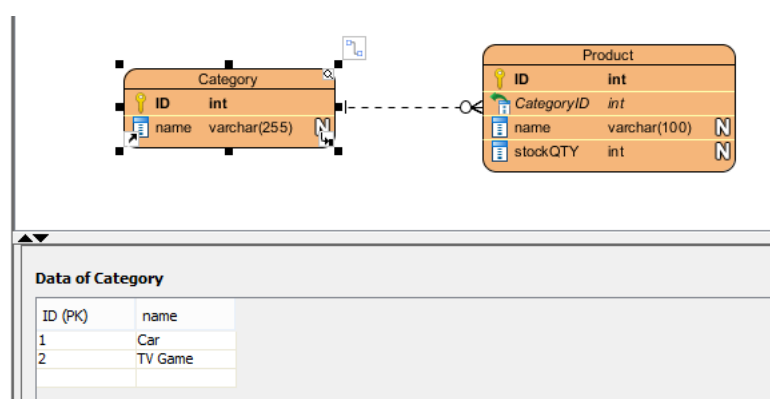 Category
ID int
name varchar(255) N
Product
ID int
CategoryID int
name varchar(100) N
stockQTY int N
Data of Category
ID (PK) name
1 Car
2 TV Game